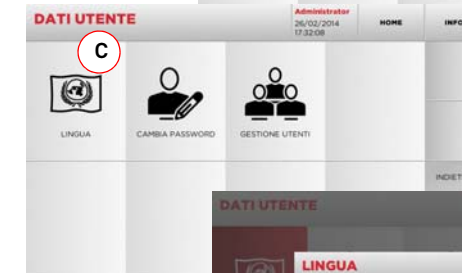 DATI UTENTE
Administrator
26/02/2014
17:32:08
HOME
INFO
C
LINGUA
CAMBIA PASSWORD
GESTIONE UTENTI
INDIET
DATI UTENTE
LINGUA